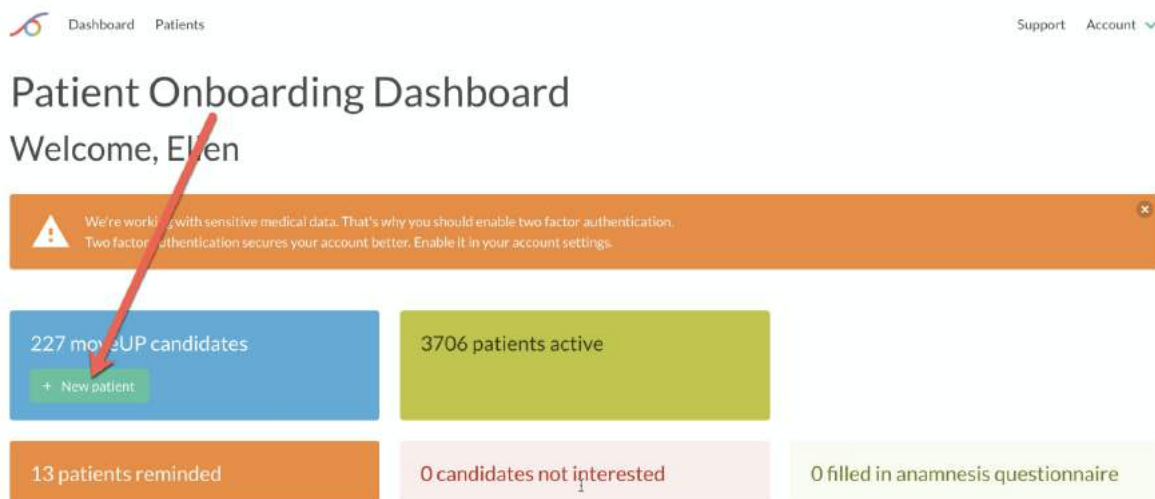 Dashboard Patients Support Account
Patient Onboarding Dashboard
Welcome, Ellen
We're working with sensitive medical data. That's why you should enable two factor authentication.
Two factor authentication secures your account better. Enable it in your account settings.
227 moveUP candidates
3706 patients active
+ New patient
13 patients reminded
0 candidates not interested
0 filled in anamnesis questionnaire